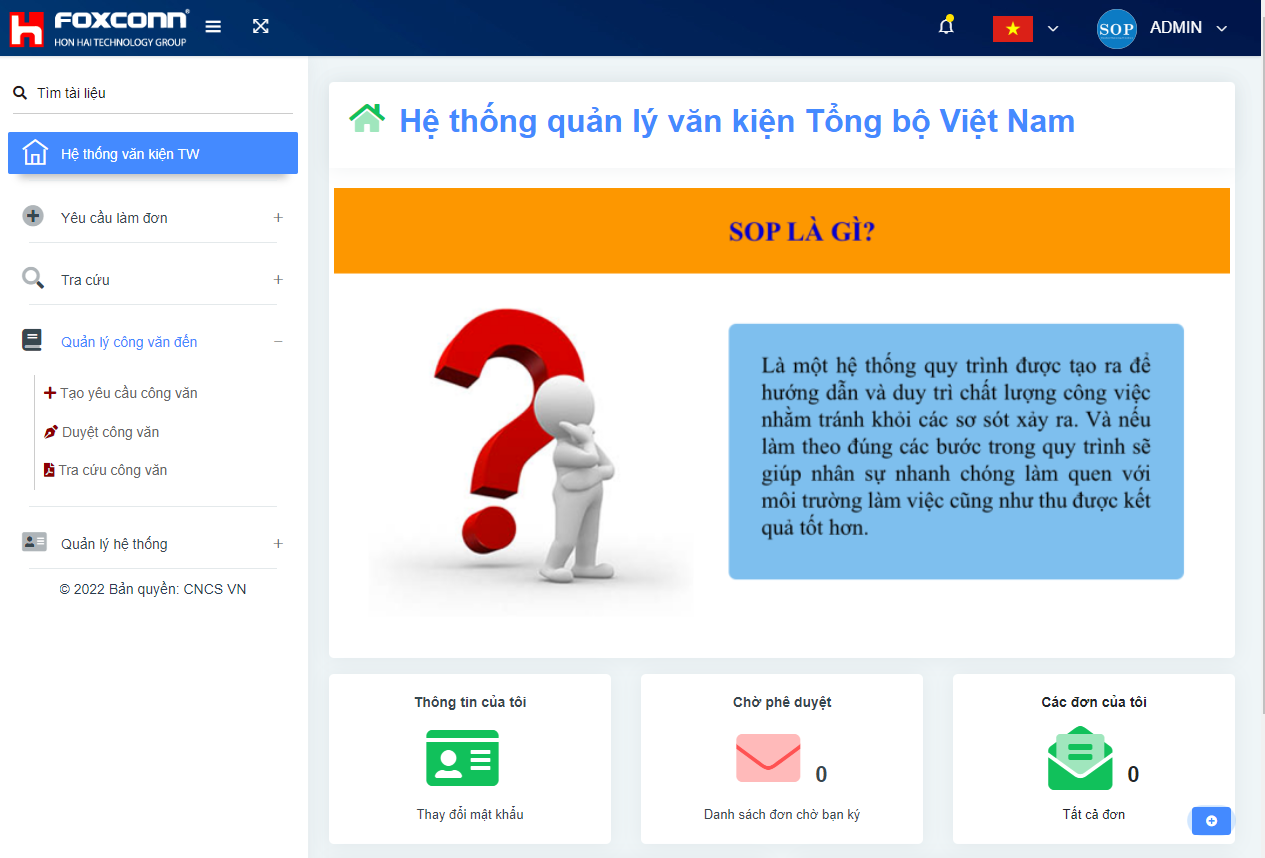 FOXCONN®
HON HAI TECHNOLOGY GROUP
SOP
ADMIN
Tìm tài liệu
Hệ thống văn kiện TW
Yêu cầu làm đơn
Tra cứu
Quản lý công văn đến
Tạo yêu cầu công văn
Duyệt công văn
Tra cứu công văn
Quản lý hệ thống
© 2022 Bản quyền: CNCS VN
Hệ thống quản lý văn kiện Tổng bộ Việt Nam
SOP LÀ GÌ?
Là một hệ thống quy trình được tạo ra để
hướng dẫn và duy trì chất lượng công việc
nhằm tránh khỏi các sơ sót xảy ra. Và nếu
làm theo đúng các bước trong quy trình sẽ
giúp nhân sự nhanh chóng làm quen với
môi trường làm việc cũng như thu được kết
quả tốt hơn.
Thông tin của tôi
Thay đổi mật khẩu
Chờ phê duyệt
0
Danh sách đơn chờ bạn ký
Các đơn của tôi
0
Tất cả đơn